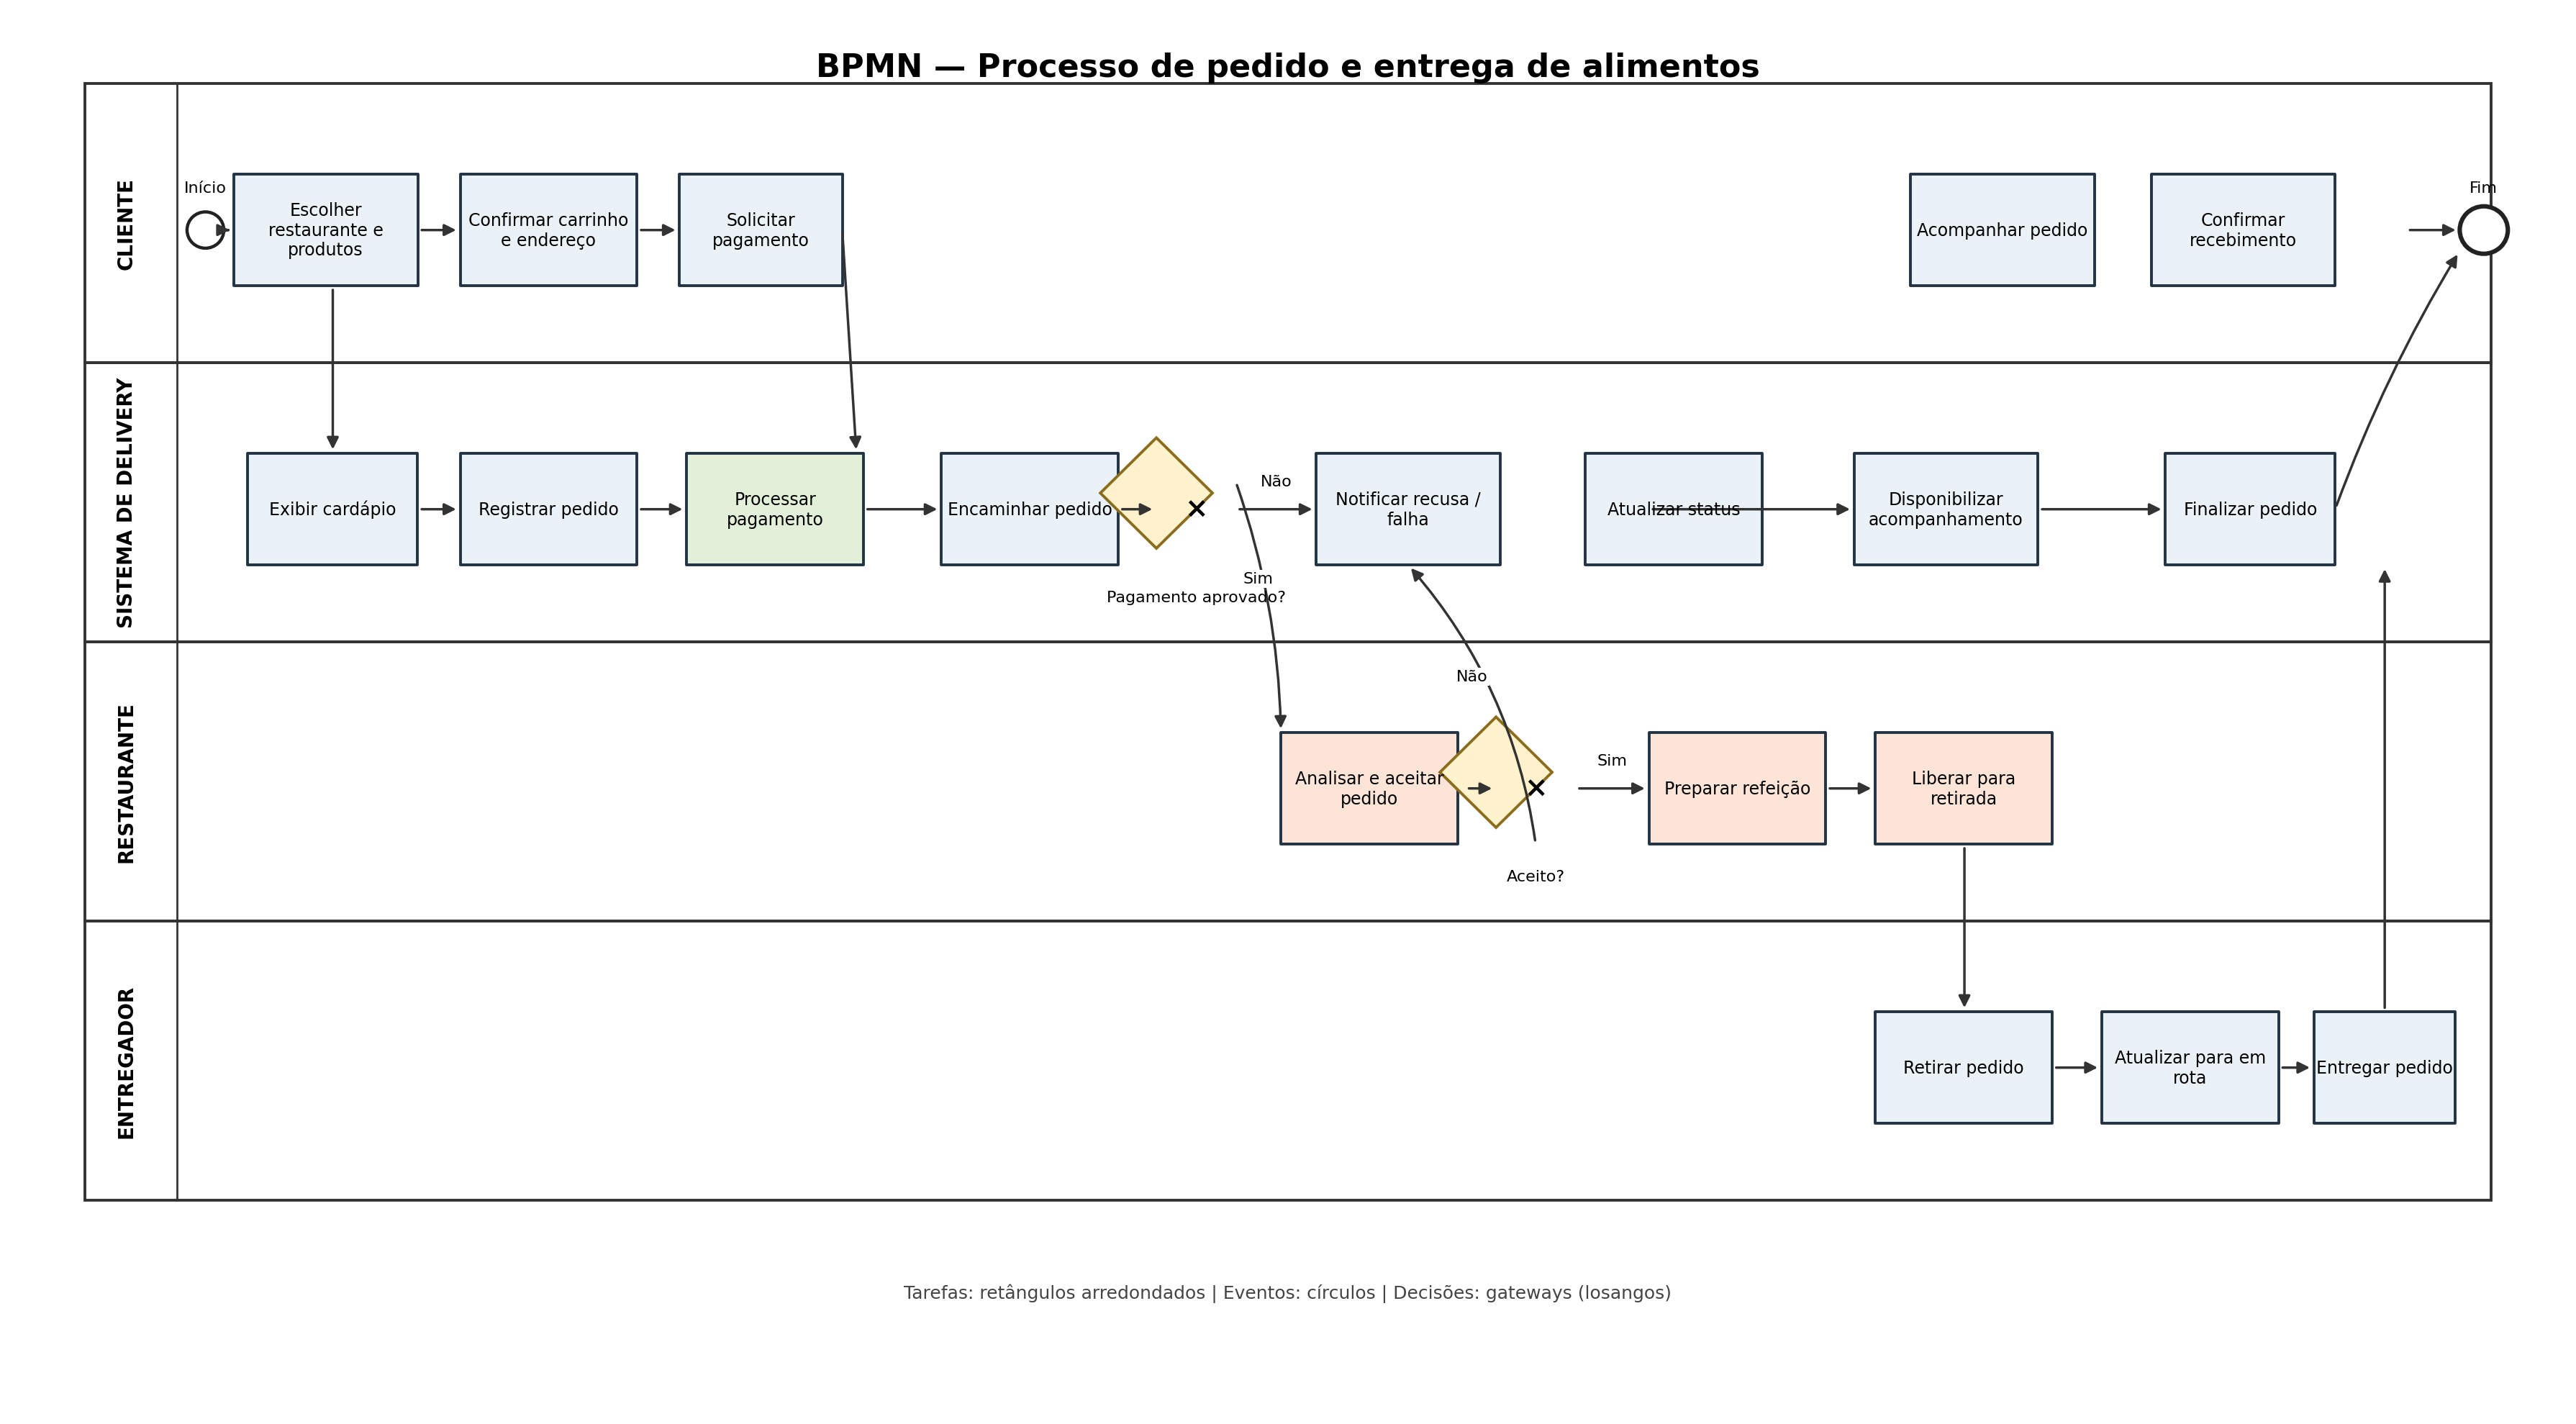 BPMN — Processo de pedido e entrega de alimentos
CLIENTE
Início
Escolher
restaurante e
produtos
Confirmar carrinho
e endereço
Solicitar
pagamento
Acompanhar pedido
Confirmar
recebimento
Fim
SISTEMA DE DELIVERY
Exibir cardápio
Registrar pedido
Processar
pagamento
Encaminhar pedido
Não
Sim
Pagamento aprovado?
Notificar recusa /
falha
Atualizar status
Disponibilizar
acompanhamento
Finalizar pedido
RESTAURANTE
Não
Analisar e aceitar
pedido
Aceito?
Sim
Preparar refeição
Liberar para
retirada
ENTREGADOR
Retirar pedido
Atualizar para em
rota
Entregar pedido
Tarefas: retângulos arredondados | Eventos: círculos | Decisões: gateways (losangos)